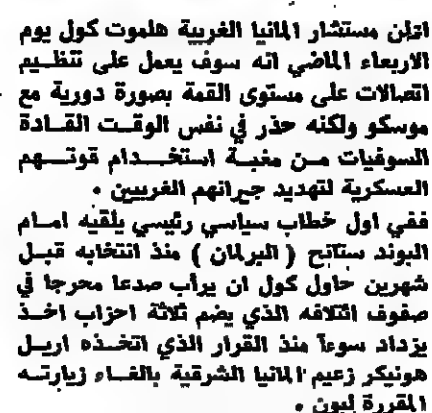 اتلن مستشار المانيا الغربية هلموت كول يوم
الاربعاء الماضي انه سوف يعمل على تنظيم
اتصالات على مستوى القمة بصورة دورية مع
موسكو ولكنه حذر في نفس الوقت القادة
السوفيات من مغبة استخدام قوتهم
العسكرية لتهديد جيرانهم الغربيين .
ففي اول خطاب سياسي رئيسي يلقيه امام
البوند ستانح ( البرلمان ) منذ انتخابه قبل
شهرين حاول كول ان يرأب صدعا محرجا في
صفوف ائتلافه الذي يضم ثلاثة احزاب اخذ
يزداد سوءاً منذ القرار الذي اتخذه اريل
هونيكر زعيم المانيا الشرقية بالغاء زيارته
المقررة لبون .